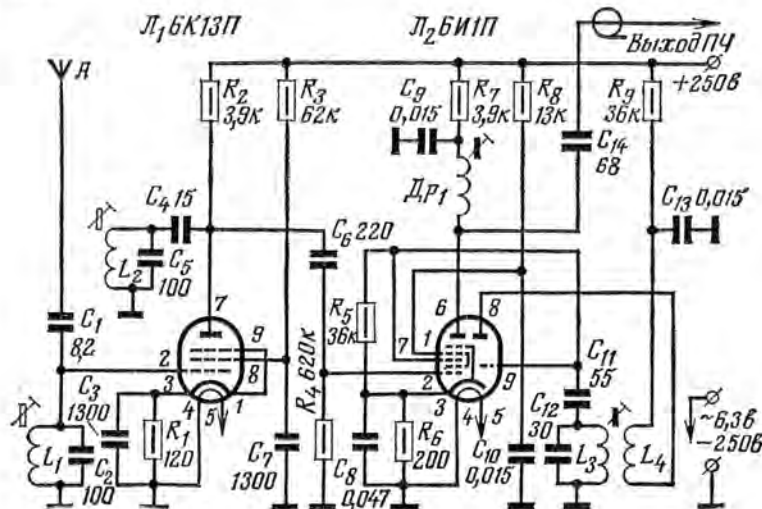 Л₁ 6К13П
Л₂ 6И1П
Выход ПЧ
+250в
A
R₂
3,9к
R₃
62к
C₉
0,015
R₇
3,9к
R₈
13к
R₉
36к
C₁₄
68
Др₁
C₄ 15
C₆ 220
C₁₃ 0,015
L₂
C₅
100
7
9
8
2
3
4
5
1
R₅
36к
6
8
1
7
2
3
4
5
9
C₁
8,2
R₄ 620к
C₁₁
55
C₃
1300
C₁₂
30
~6,3в
−250в
L₁
C₂
100
R₁
120
C₇
1300
C₈
0,047
R₆
200
C₁₀
0,015
L₃
L₄